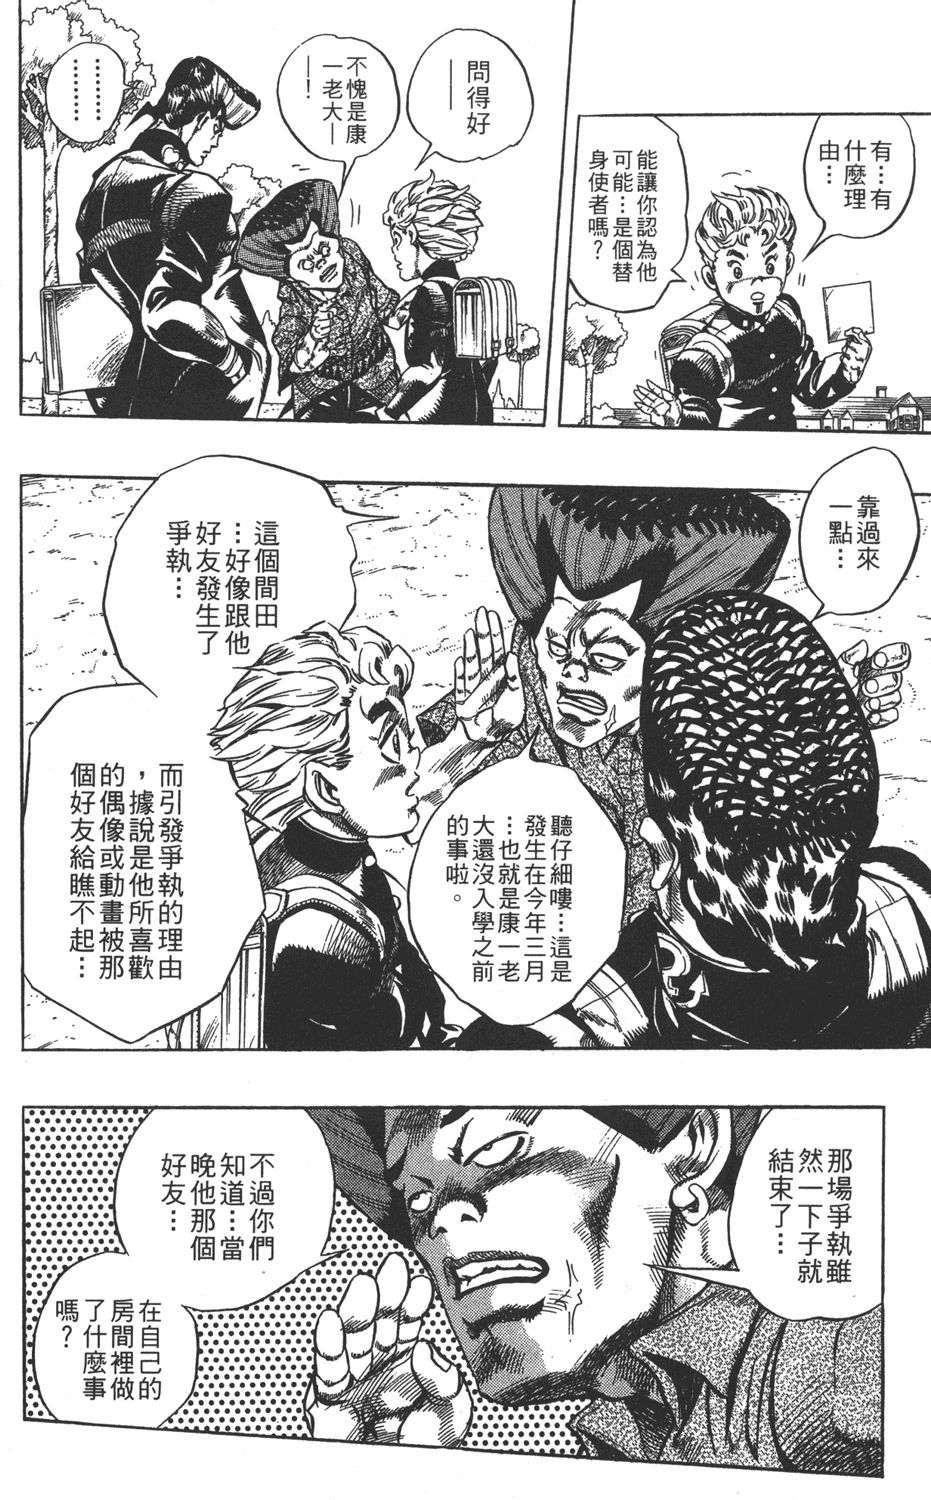 有…有
什麼理
由…
能讓你認為他
可能…是個替
身使者嗎？
問得好
——
不愧是康
一老大—
—！
………
………
靠過來
一點…
聽仔細嘍…這是
發生在今年三月
…也就是康一老
大還沒入學之前
的事啦。
這個間田
…好像跟他
好友發生了
爭執…
而引發爭執的理由
，據說是他所喜歡
的偶像或動畫被那
個好友給瞧不起…
那場爭執雖
然一下子就
結束了…
不過你們
知道…當
晚他那個
好友…
在自己的
房間裡做
了什麼事
嗎？